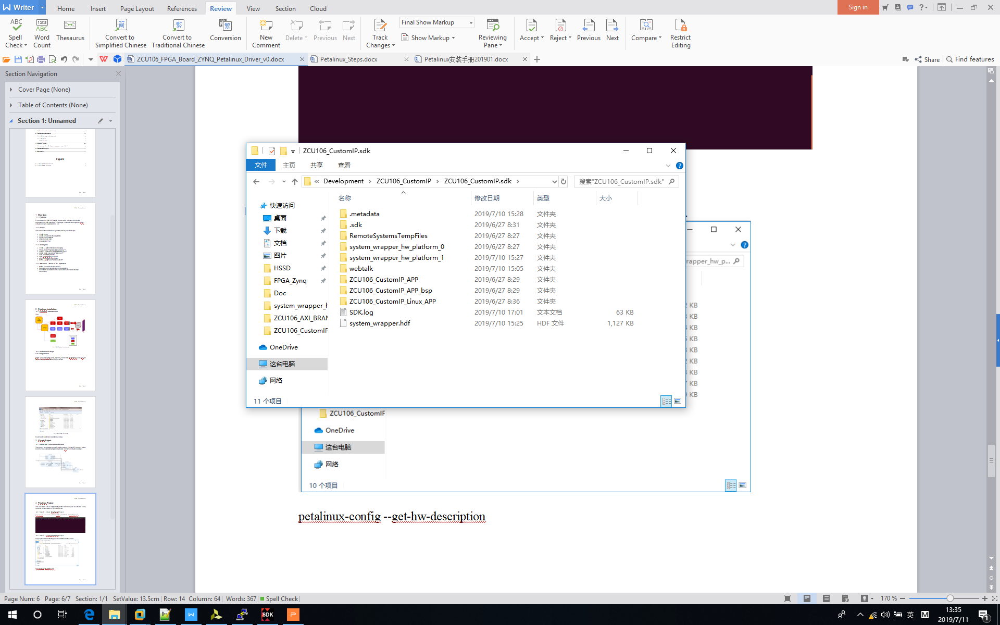 Writer
Home Insert Page Layout References Review View Section Cloud
Sign in
Spell Check
Word Count
Thesaurus
Convert to Simplified Chinese
Convert to Traditional Chinese
Conversion
New Comment
Delete
Previous
Next
Track Changes
Final Show Markup
Show Markup
Reviewing Pane
Accept
Reject
Previous
Next
Compare
Restrict Editing
ZCU106_FPGA_Board_ZYNQ_Petalinux_Driver_v0.docx
Petalinux_Steps.docx
Petalinux安装手册201901.docx
Share
Find features
Section Navigation
Cover Page (None)
Table of Contents (None)
Section 1: Unnamed
Figure
ZCU106_CustomIP.sdk
文件 主页 共享 查看
« Development › ZCU106_CustomIP › ZCU106_CustomIP.sdk ›
搜索"ZCU106_CustomIP.sdk"
快速访问
桌面
下载
文档
图片
HSSD
FPGA_Zynq
Doc
ZCU106_CustomIP
OneDrive
这台电脑
网络
名称 修改日期 类型 大小
.metadata 2019/7/10 15:28 文件夹
.sdk 2019/6/27 8:31 文件夹
RemoteSystemsTempFiles 2019/6/27 8:27 文件夹
system_wrapper_hw_platform_0 2019/6/27 8:27 文件夹
system_wrapper_hw_platform_1 2019/7/10 15:27 文件夹
webtalk 2019/7/10 15:05 文件夹
ZCU106_CustomIP_APP 2019/6/27 8:29 文件夹
ZCU106_CustomIP_APP_bsp 2019/6/27 8:29 文件夹
ZCU106_CustomIP_Linux_APP 2019/6/27 8:36 文件夹
SDK.log 2019/7/10 17:01 文本文档 63 KB
system_wrapper.hdf 2019/7/10 15:25 HDF 文件 1,127 KB
11 个项目
rapper_hw_p...
KB
KB
KB
KB
KB
KB
KB
KB
KB
ZCU106_CustomIP
OneDrive
这台电脑
网络
10 个项目
petalinux-config --get-hw-description
Page Num: 6 Page: 6/7 Section: 1/1 SetValue: 13.5cm Row: 14 Column: 64 Words: 367 Spell Check
170 %
SDK
英
M
13:35
2019/7/11
1